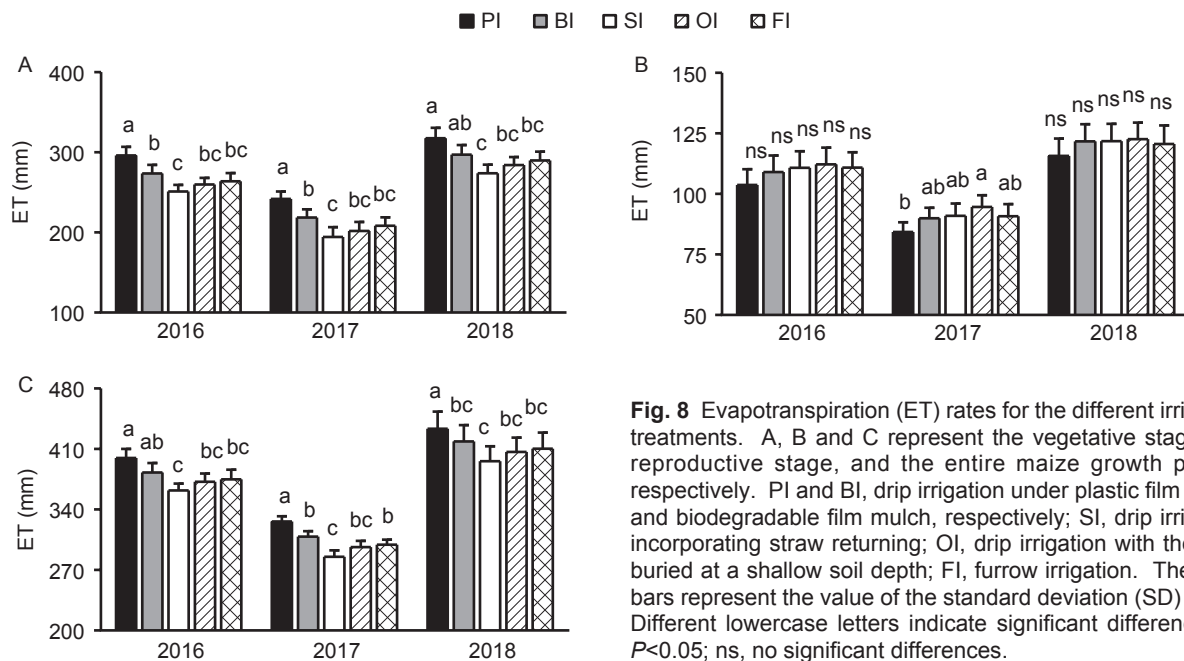 PI BI SI OI FI
A
400
300
200
100
ET (mm)
a b c bc bc
a b c bc bc
a ab c bc bc
2016 2017 2018
B
150
125
100
75
50
ET (mm)
ns ns ns ns ns
b ab ab a ab
ns ns ns ns ns
2016 2017 2018
C
480
410
340
270
200
ET (mm)
a ab c bc bc
a b c bc b
a bc c bc bc
2016 2017 2018
Fig. 8 Evapotranspiration (ET) rates for the different irri
treatments. A, B and C represent the vegetative stag
reproductive stage, and the entire maize growth p
respectively. PI and BI, drip irrigation under plastic film
and biodegradable film mulch, respectively; SI, drip irri
incorporating straw returning; OI, drip irrigation with the
buried at a shallow soil depth; FI, furrow irrigation. The
bars represent the value of the standard deviation (SD)
Different lowercase letters indicate significant differenc
P<0.05; ns, no significant differences.